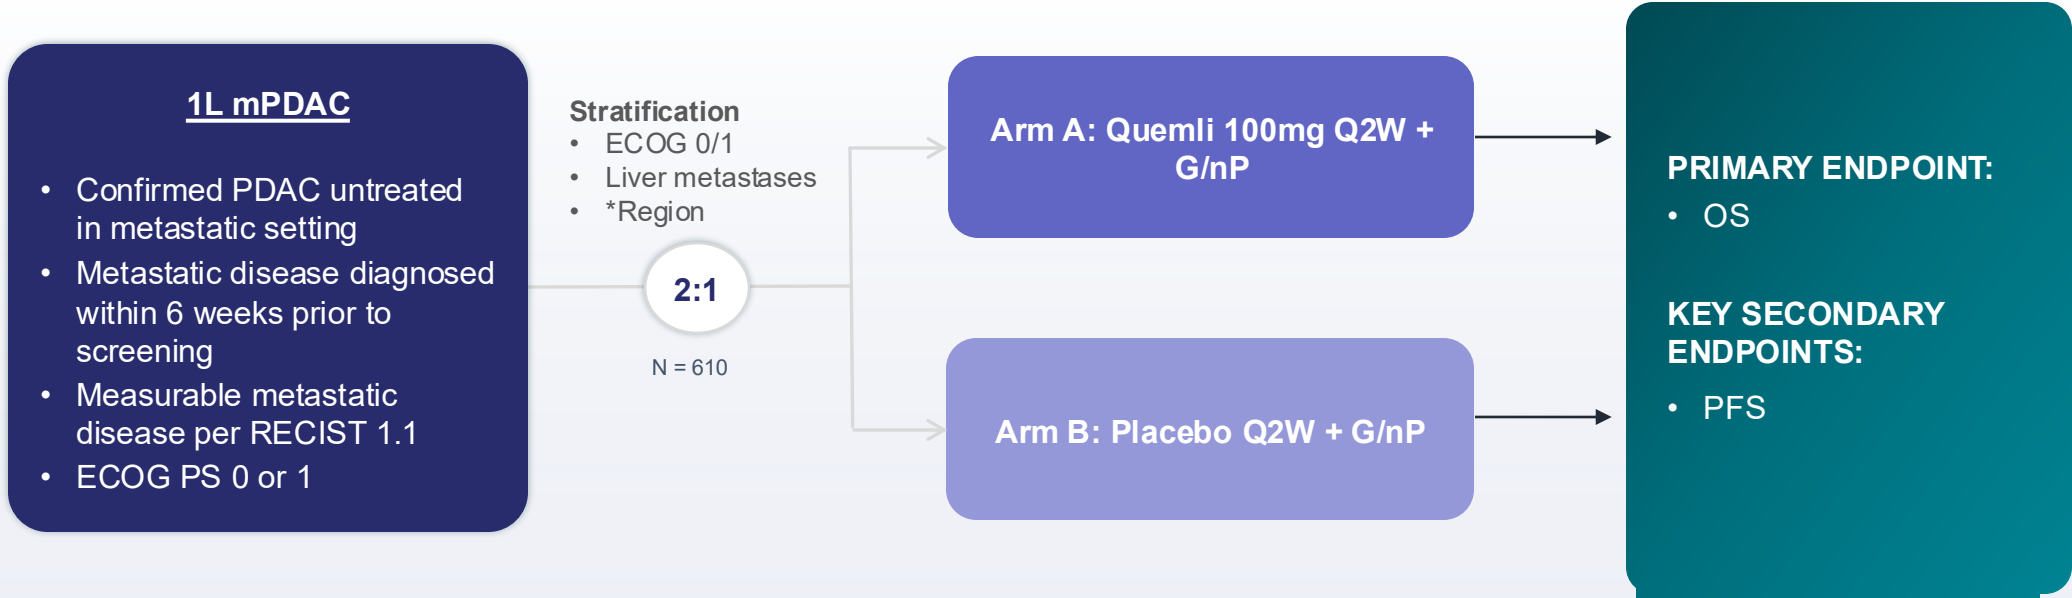 1L mPDAC
• Confirmed PDAC untreated
in metastatic setting
• Metastatic disease diagnosed
within 6 weeks prior to
screening
• Measurable metastatic
disease per RECIST 1.1
• ECOG PS 0 or 1
Stratification
• ECOG 0/1
• Liver metastases
• *Region
2:1
N = 610
Arm A: Quemli 100mg Q2W +
G/nP
Arm B: Placebo Q2W + G/nP
PRIMARY ENDPOINT:
• OS
KEY SECONDARY
ENDPOINTS:
• PFS